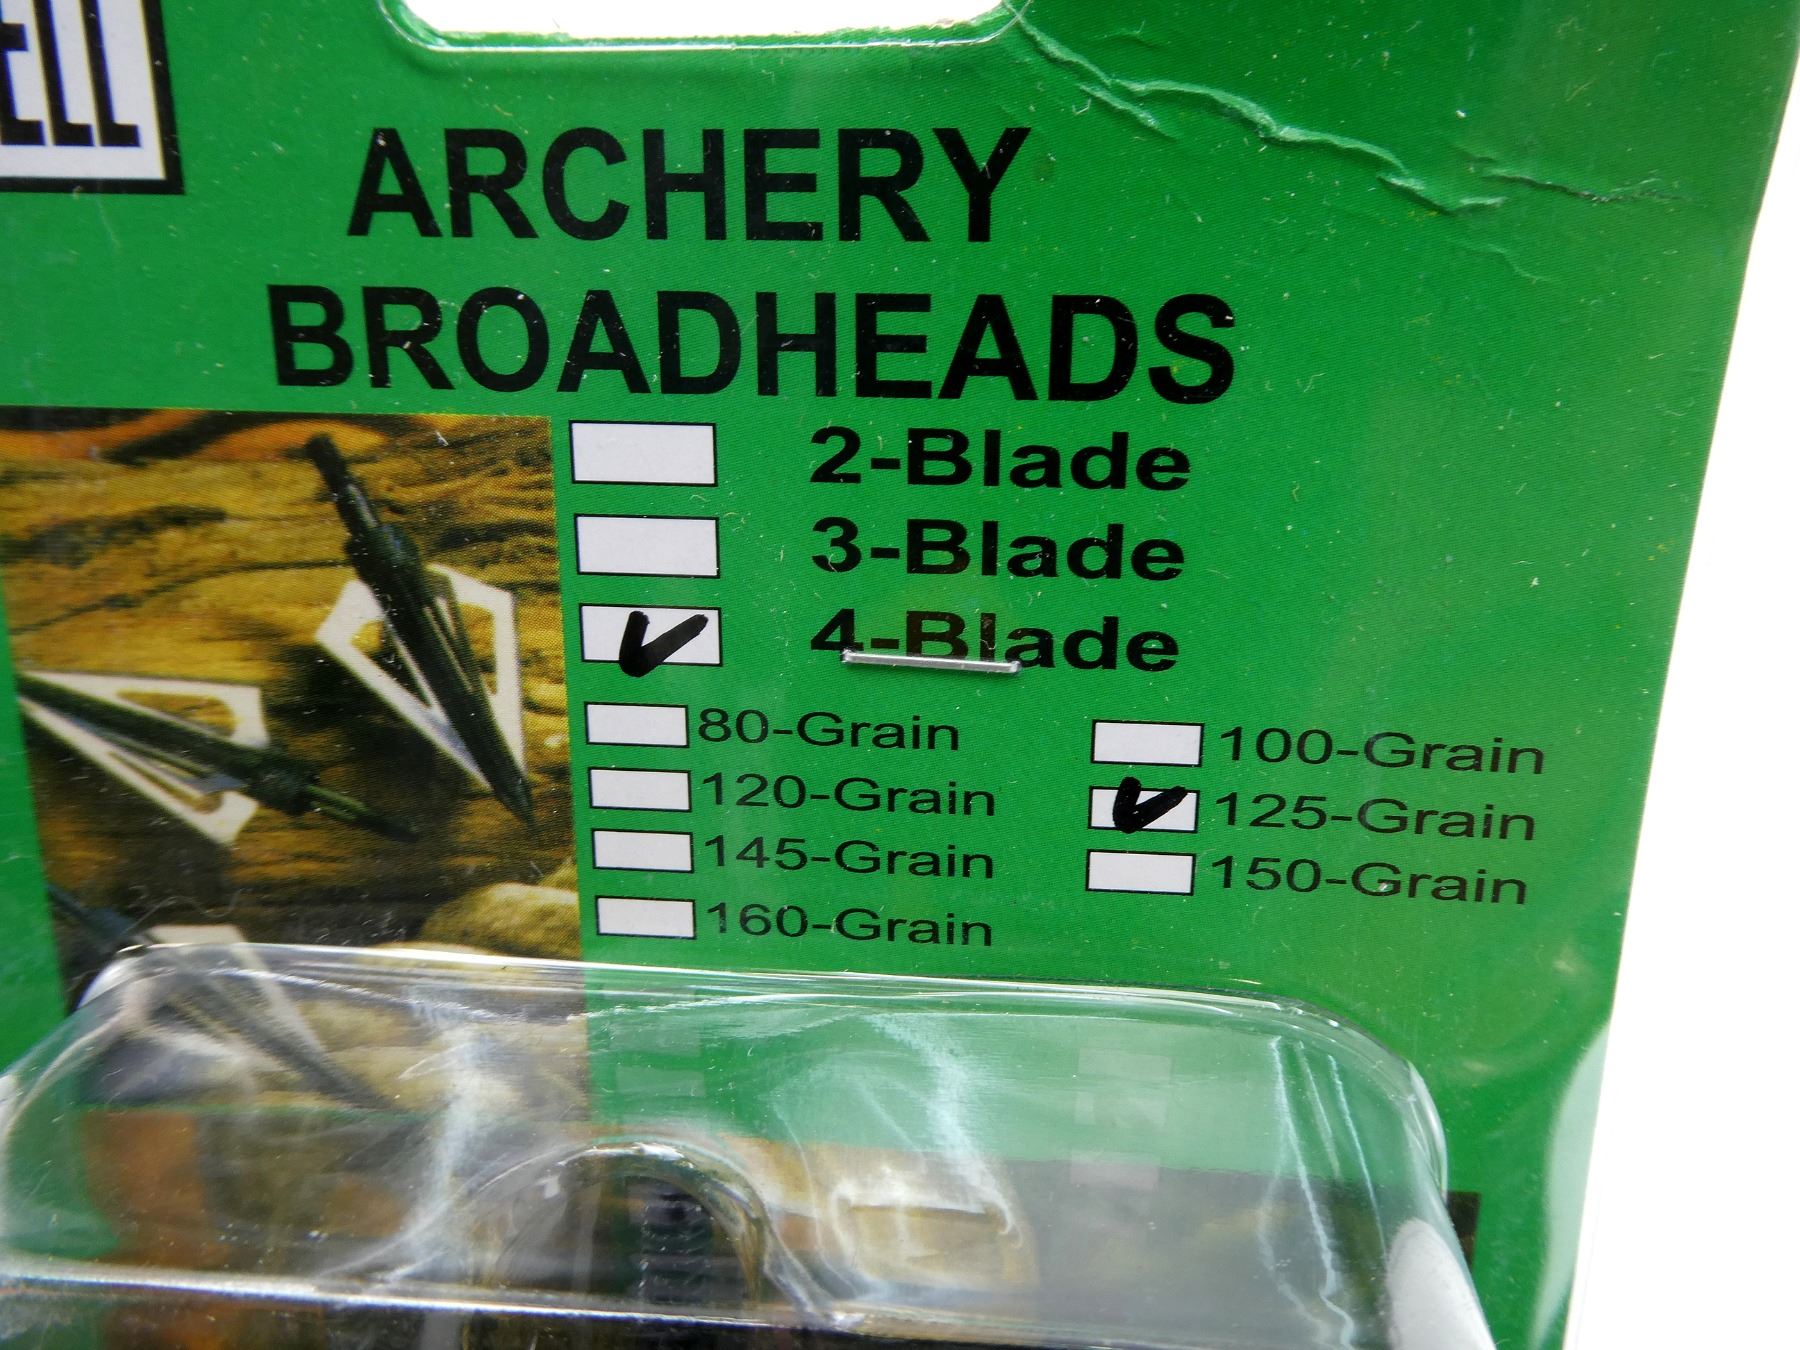 ELL
ARCHERY
BROADHEADS
2-Blade
3-Blade
4-Blade
80-Grain 100-Grain
120-Grain 125-Grain
145-Grain 150-Grain
160-Grain